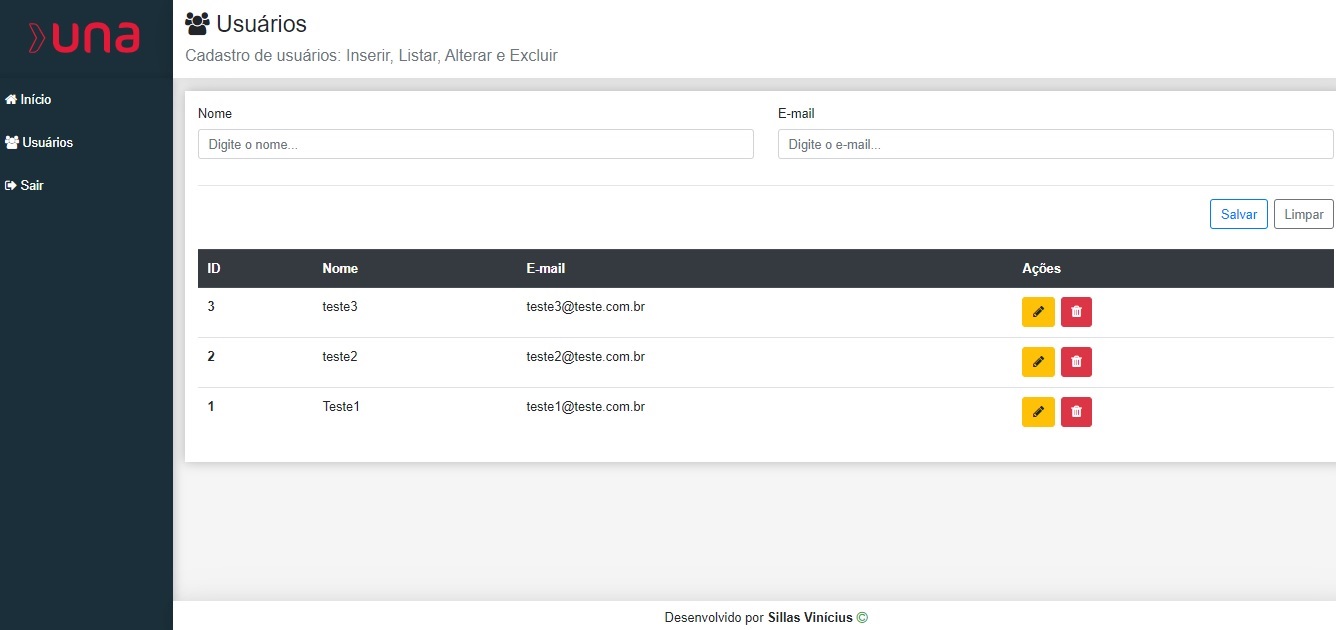 una
Início
Usuários
Sair
Usuários
Cadastro de usuários: Inserir, Listar, Alterar e Excluir
Nome E-mail
Digite o nome... Digite o e-mail...
Salvar Limpar
ID Nome E-mail Ações
3 teste3 teste3@teste.com.br
2 teste2 teste2@teste.com.br
1 Teste1 teste1@teste.com.br
Desenvolvido por Sillas Vinícius ©